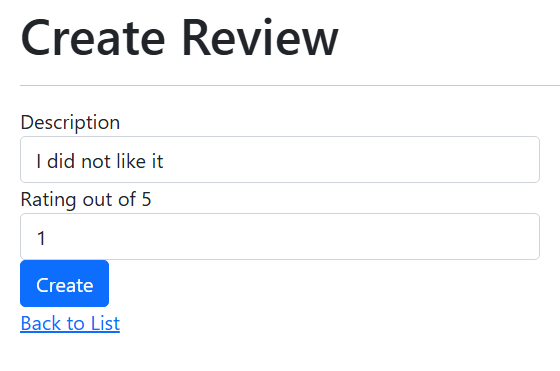 Create Review
Description
I did not like it
Rating out of 5
1
Create
Back to List